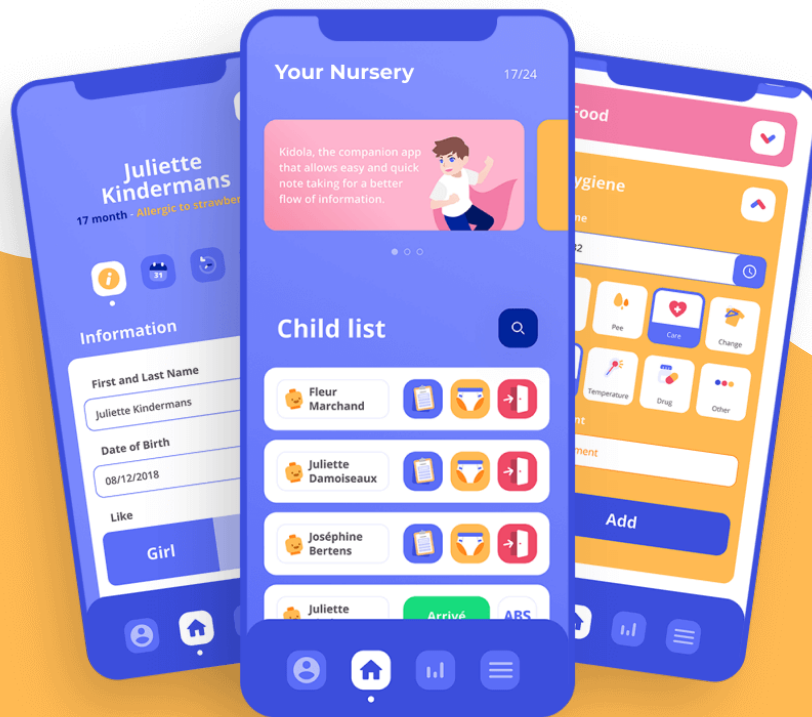 Juliette
Kindermans
17 month - Allergic to
31
Information
First and Last Name
Juliette Kindermans
Date of Birth
08/12/2018
Like
Girl
Your Nursery
17/24
Kidola, the companion app
that allows easy and quick
note taking for a better
flow of information.
Child list
Fleur
Marchand
Juliette
Damoiseaux
Joséphine
Bertens
Juliette
Arrivé
ABS
Food
Pee
Care
Change
Temperature
Drug
Other
Add